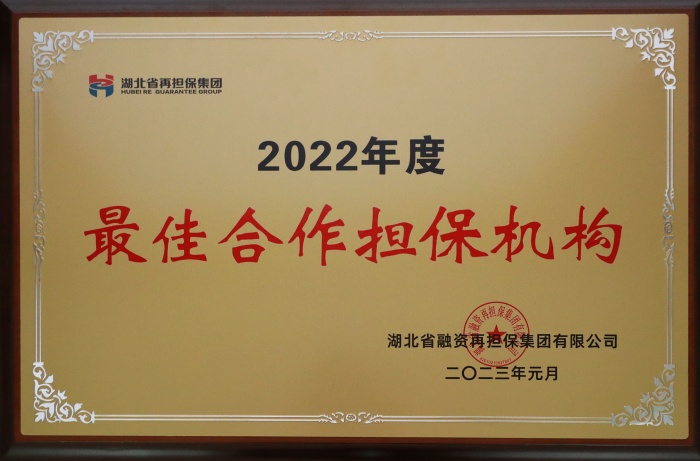 湖北省再担保集团
HUBEI RE GUARANTEE GROUP
2022年度
最佳合作担保机构
湖北省融资再担保集团有限公司
二〇二三年元月